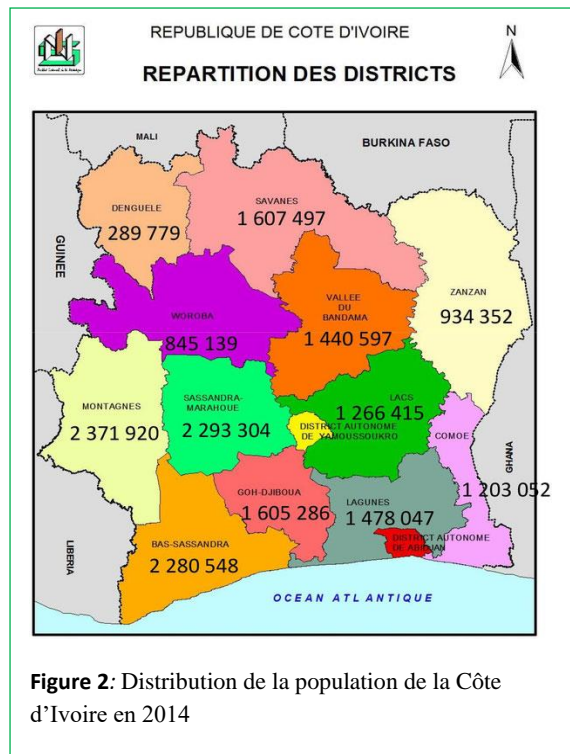 REPUBLIQUE DE COTE D'IVOIRE
N
REPARTITION DES DISTRICTS
MALI
BURKINA FASO
DENGUELE
289 779
SAVANES
1 607 497
GUINEE
ZANZAN
934 352
VALLEE
DU
BANDAMA
1 440 597
WOROBA
845 139
MONTAGNES
2 371 920
SASSANDRA-
MARAHOUE
2 293 304
LACS
1 266 415
DISTRICT AUTONOME
DE YAMOUSSOUKRO
COMOE
1 203 052
GHANA
GOH-DJIBOUA
1 605 286
LAGUNES
1 478 047
DISTRICT AUTONOME
DE ABIDJAN
BAS-SASSANDRA
2 280 548
LIBERIA
OCEAN ATLANTIQUE
Figure 2: Distribution de la population de la Côte
d'Ivoire en 2014